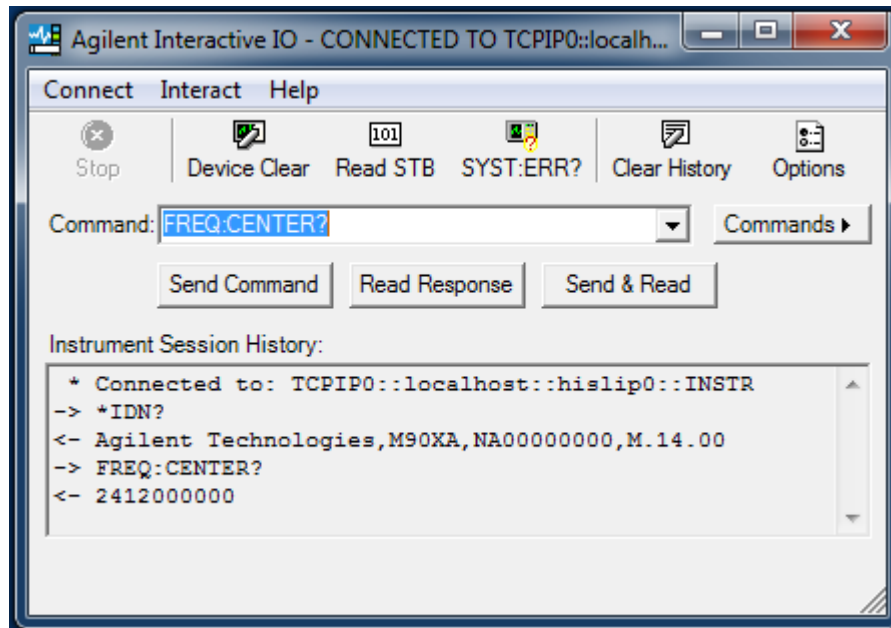 Agilent Interactive IO - CONNECTED TO TCPIP0::localh...
Connect Interact Help
101
Stop Device Clear Read STB SYST:ERR? Clear History Options
Command: FREQ:CENTER? Commands
Send Command Read Response Send & Read
Instrument Session History:
* Connected to: TCPIP0::localhost::hislip0::INSTR
-> *IDN?
<- Agilent Technologies,M90XA,NA00000000,M.14.00
-> FREQ:CENTER?
<- 2412000000